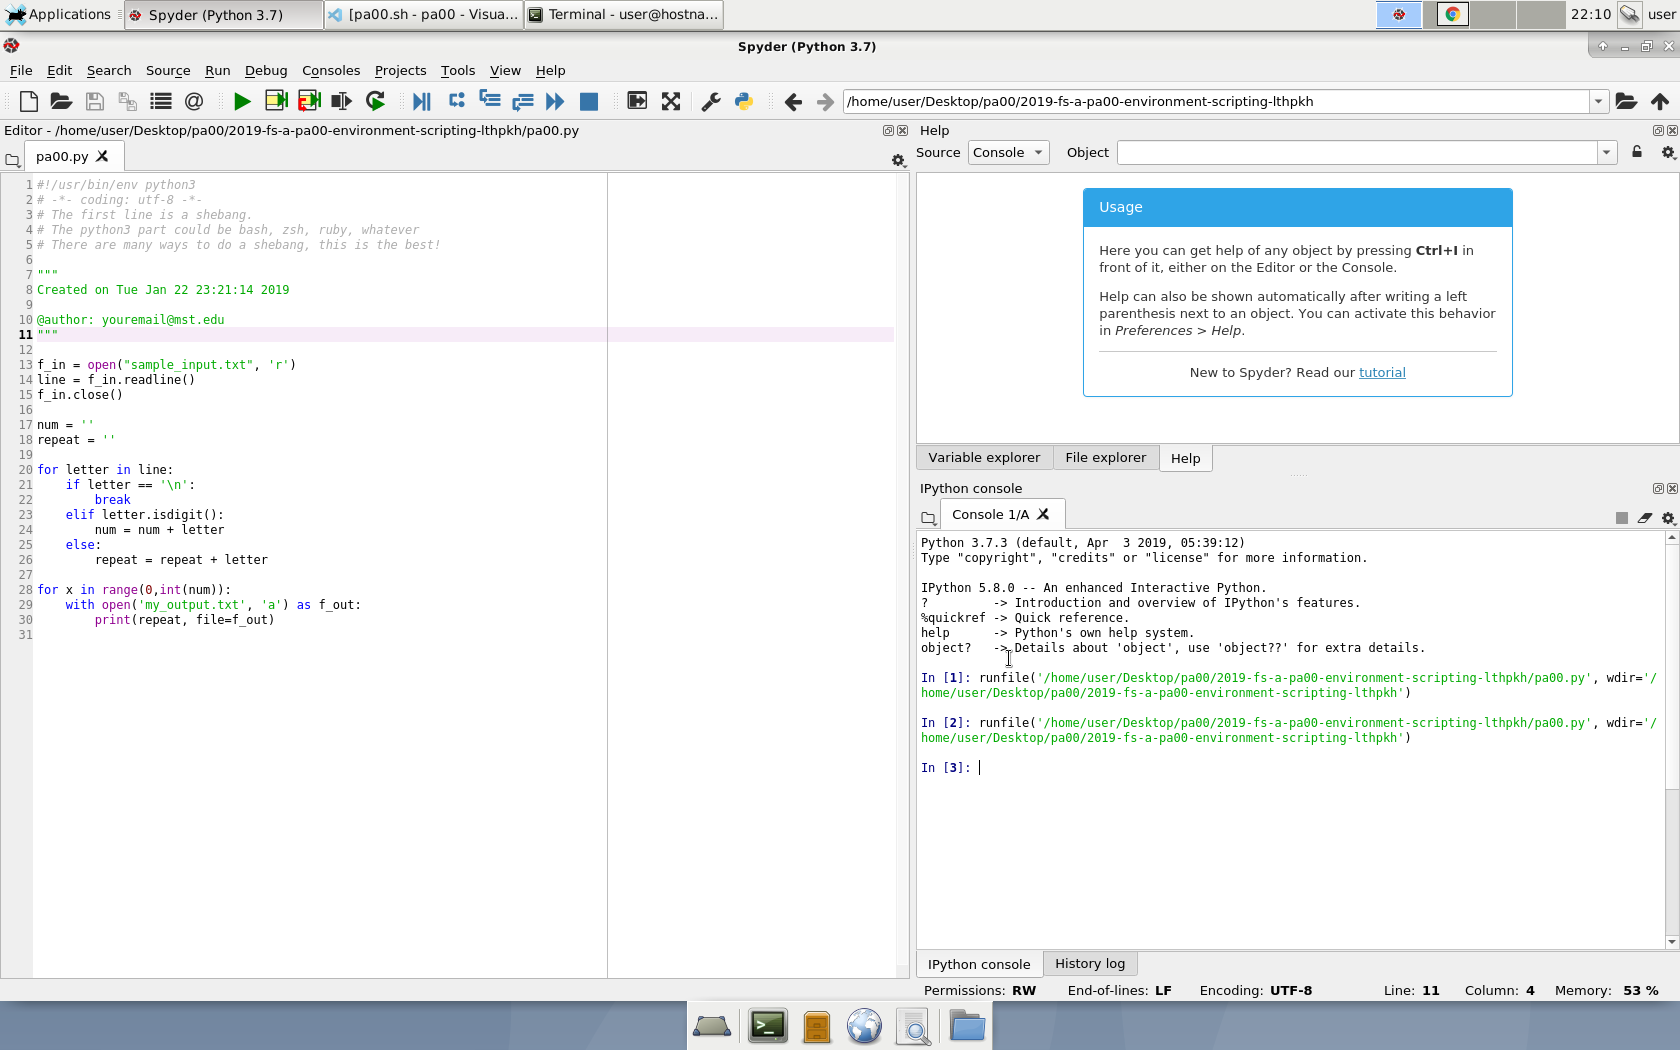 Applications
Spyder (Python 3.7)
[pa00.sh - pa00 - Visua...
Terminal - user@hostna...
22:10
user
Spyder (Python 3.7)
File Edit Search Source Run Debug Consoles Projects Tools View Help
/home/user/Desktop/pa00/2019-fs-a-pa00-environment-scripting-lthpkh
Editor - /home/user/Desktop/pa00/2019-fs-a-pa00-environment-scripting-lthpkh/pa00.py
pa00.py
1 #!/usr/bin/env python3
2 # -*- coding: utf-8 -*-
3 # The first line is a shebang.
4 # The python3 part could be bash, zsh, ruby, whatever
5 # There are many ways to do a shebang, this is the best!
6
7 """
8 Created on Tue Jan 22 23:21:14 2019
9
10 @author: youremail@mst.edu
11 """
12
13 f_in = open("sample_input.txt", 'r')
14 line = f_in.readline()
15 f_in.close()
16
17 num = ''
18 repeat = ''
19
20 for letter in line:
21     if letter == '\n':
22         break
23     elif letter.isdigit():
24         num = num + letter
25     else:
26         repeat = repeat + letter
27
28 for x in range(0,int(num)):
29     with open('my_output.txt', 'a') as f_out:
30         print(repeat, file=f_out)
31
Help
Source Console Object
Usage
Here you can get help of any object by pressing Ctrl+I in
front of it, either on the Editor or the Console.
Help can also be shown automatically after writing a left
parenthesis next to an object. You can activate this behavior
in Preferences > Help.
New to Spyder? Read our tutorial
Variable explorer File explorer Help
IPython console
Console 1/A
Python 3.7.3 (default, Apr  3 2019, 05:39:12)
Type "copyright", "credits" or "license" for more information.
IPython 5.8.0 -- An enhanced Interactive Python.
?         -> Introduction and overview of IPython's features.
%quickref -> Quick reference.
help      -> Python's own help system.
object?   -> Details about 'object', use 'object??' for extra details.
In [1]: runfile('/home/user/Desktop/pa00/2019-fs-a-pa00-environment-scripting-lthpkh/pa00.py', wdir='/
home/user/Desktop/pa00/2019-fs-a-pa00-environment-scripting-lthpkh')
In [2]: runfile('/home/user/Desktop/pa00/2019-fs-a-pa00-environment-scripting-lthpkh/pa00.py', wdir='/
home/user/Desktop/pa00/2019-fs-a-pa00-environment-scripting-lthpkh')
In [3]:
IPython console History log
Permissions: RW End-of-lines: LF Encoding: UTF-8 Line: 11 Column: 4 Memory: 53 %